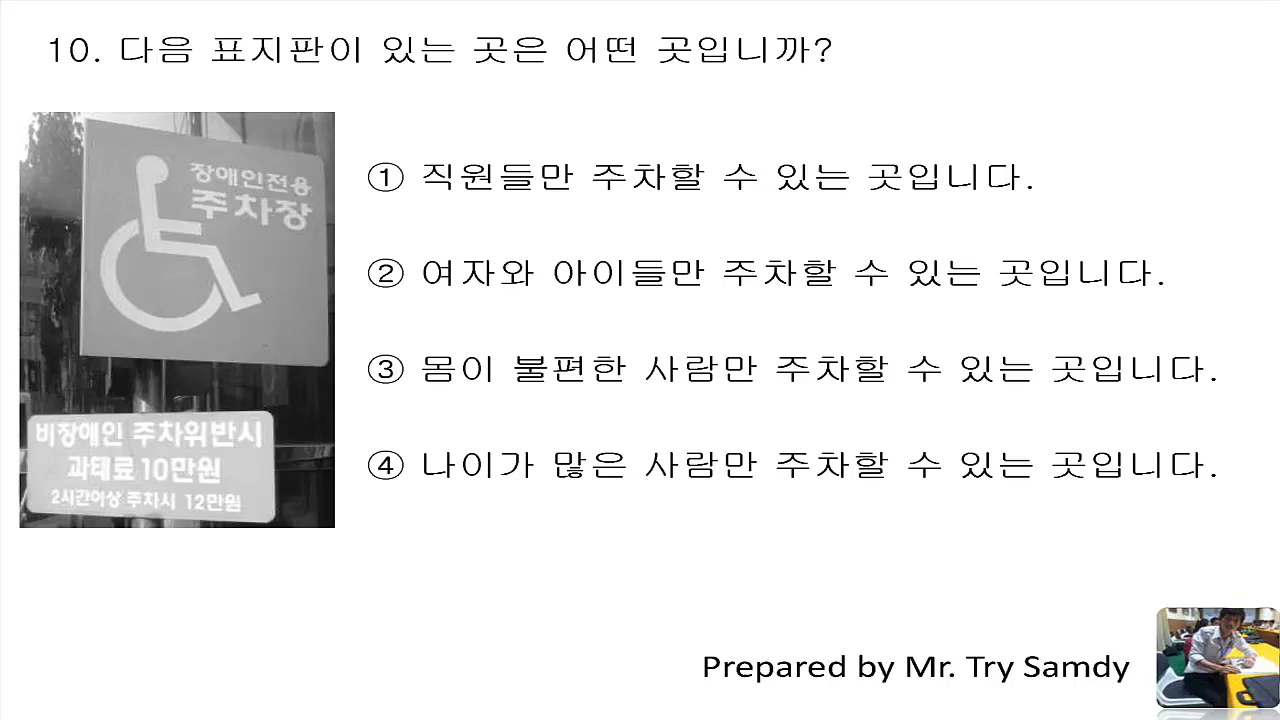 10. 다음 표지판이 있는 곳은 어떤 곳입니까?
장애인전용
주차장
비장애인 주차위반시
과태료 10만원
2시간이상 주차시 12만원
① 직원들만 주차할 수 있는 곳입니다.
② 여자와 아이들만 주차할 수 있는 곳입니다.
③ 몸이 불편한 사람만 주차할 수 있는 곳입니다.
④ 나이가 많은 사람만 주차할 수 있는 곳입니다.
Prepared by Mr. Try Samdy